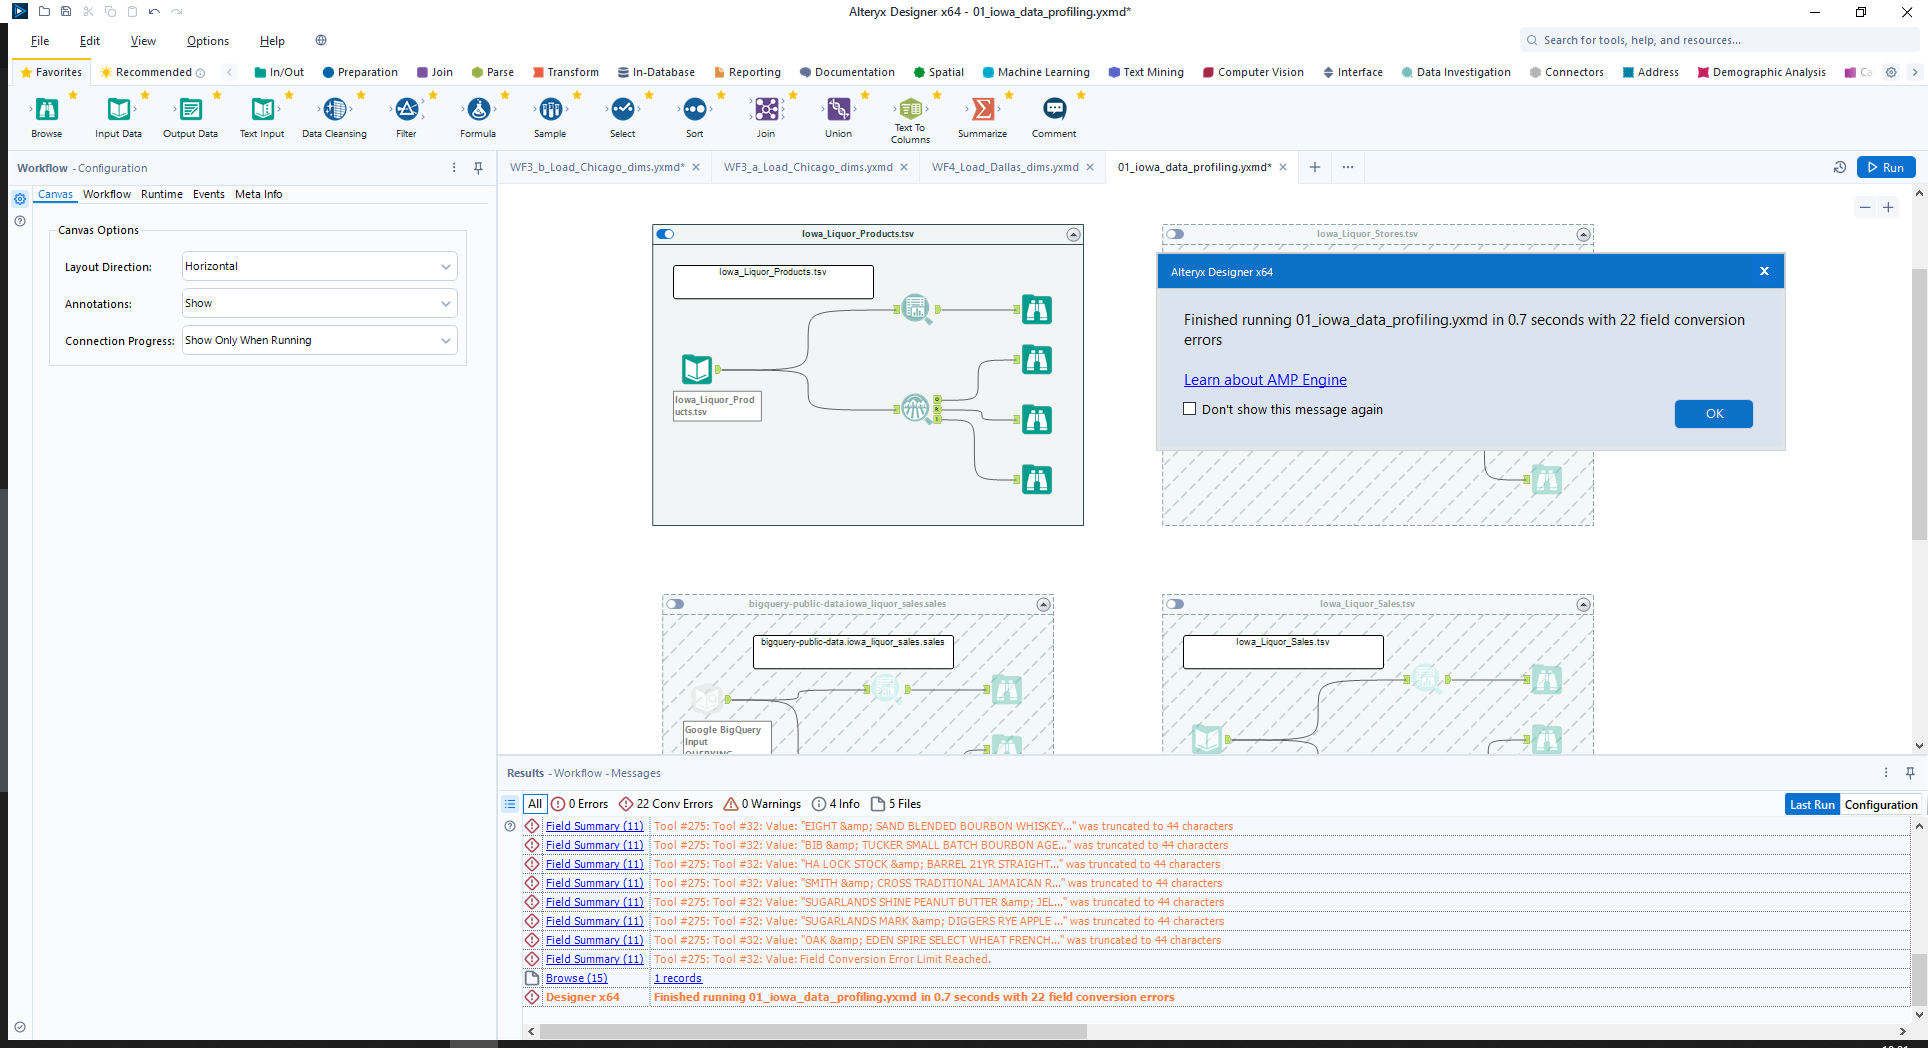 Alteryx Designer x64 - 01_iowa_data_profiling.yxmd*
File Edit View Options Help
Search for tools, help, and resources...
Favorites Recommended In/Out Preparation Join Parse Transform In-Database Reporting Documentation Spatial Machine Learning Text Mining Computer Vision Interface Data Investigation Connectors Address Demographic Analysis Ca
Browse Input Data Output Data Text Input Data Cleansing Filter Formula Sample Select Sort Join Union Text To Columns Summarize Comment
Workflow - Configuration
WF3_b_Load_Chicago_dims.yxmd* WF3_a_Load_Chicago_dims.yxmd WF4_Load_Dallas_dims.yxmd 01_iowa_data_profiling.yxmd*
Run
Canvas Workflow Runtime Events Meta Info
Canvas Options
Layout Direction: Horizontal
Annotations: Show
Connection Progress: Show Only When Running
Iowa_Liquor_Products.tsv
Iowa_Liquor_Products.tsv
Iowa_Liquor_Prod
ucts.tsv
O
R
I
Iowa_Liquor_Stores.tsv
Alteryx Designer x64
Finished running 01_iowa_data_profiling.yxmd in 0.7 seconds with 22 field conversion
errors
Learn about AMP Engine
Don't show this message again
OK
bigquery-public-data.iowa_liquor_sales.sales
bigquery-public-data.iowa_liquor_sales.sales
Google BigQuery
Input
Iowa_Liquor_Sales.tsv
Iowa_Liquor_Sales.tsv
Results - Workflow - Messages
All 0 Errors 22 Conv Errors 0 Warnings 4 Info 5 Files
Last Run Configuration
Field Summary (11) Tool #275: Tool #32: Value: "EIGHT &amp; SAND BLENDED BOURBON WHISKEY..." was truncated to 44 characters
Field Summary (11) Tool #275: Tool #32: Value: "BIB &amp; TUCKER SMALL BATCH BOURBON AGE..." was truncated to 44 characters
Field Summary (11) Tool #275: Tool #32: Value: "HA LOCK STOCK &amp; BARREL 21YR STRAIGHT..." was truncated to 44 characters
Field Summary (11) Tool #275: Tool #32: Value: "SMITH &amp; CROSS TRADITIONAL JAMAICAN R..." was truncated to 44 characters
Field Summary (11) Tool #275: Tool #32: Value: "SUGARLANDS SHINE PEANUT BUTTER &amp; JEL..." was truncated to 44 characters
Field Summary (11) Tool #275: Tool #32: Value: "SUGARLANDS MARK &amp; DIGGERS RYE APPLE ..." was truncated to 44 characters
Field Summary (11) Tool #275: Tool #32: Value: "OAK &amp; EDEN SPIRE SELECT WHEAT FRENCH..." was truncated to 44 characters
Field Summary (11) Tool #275: Tool #32: Value: Field Conversion Error Limit Reached.
Browse (15) 1 records
Designer x64 Finished running 01_iowa_data_profiling.yxmd in 0.7 seconds with 22 field conversion errors